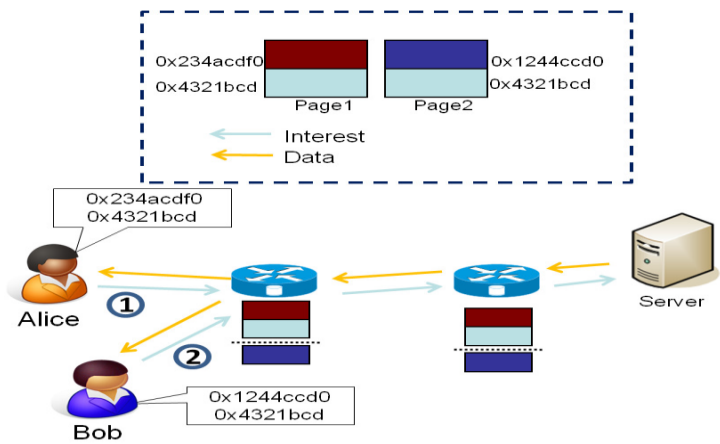 0x234acdf0
0x1244ccd0
0x4321bcd
0x4321bcd
Page1
Page2
Interest
Data
0x234acdf0
0x4321bcd
1
Alice
Server
2
0x1244ccd0
0x4321bcd
Bob